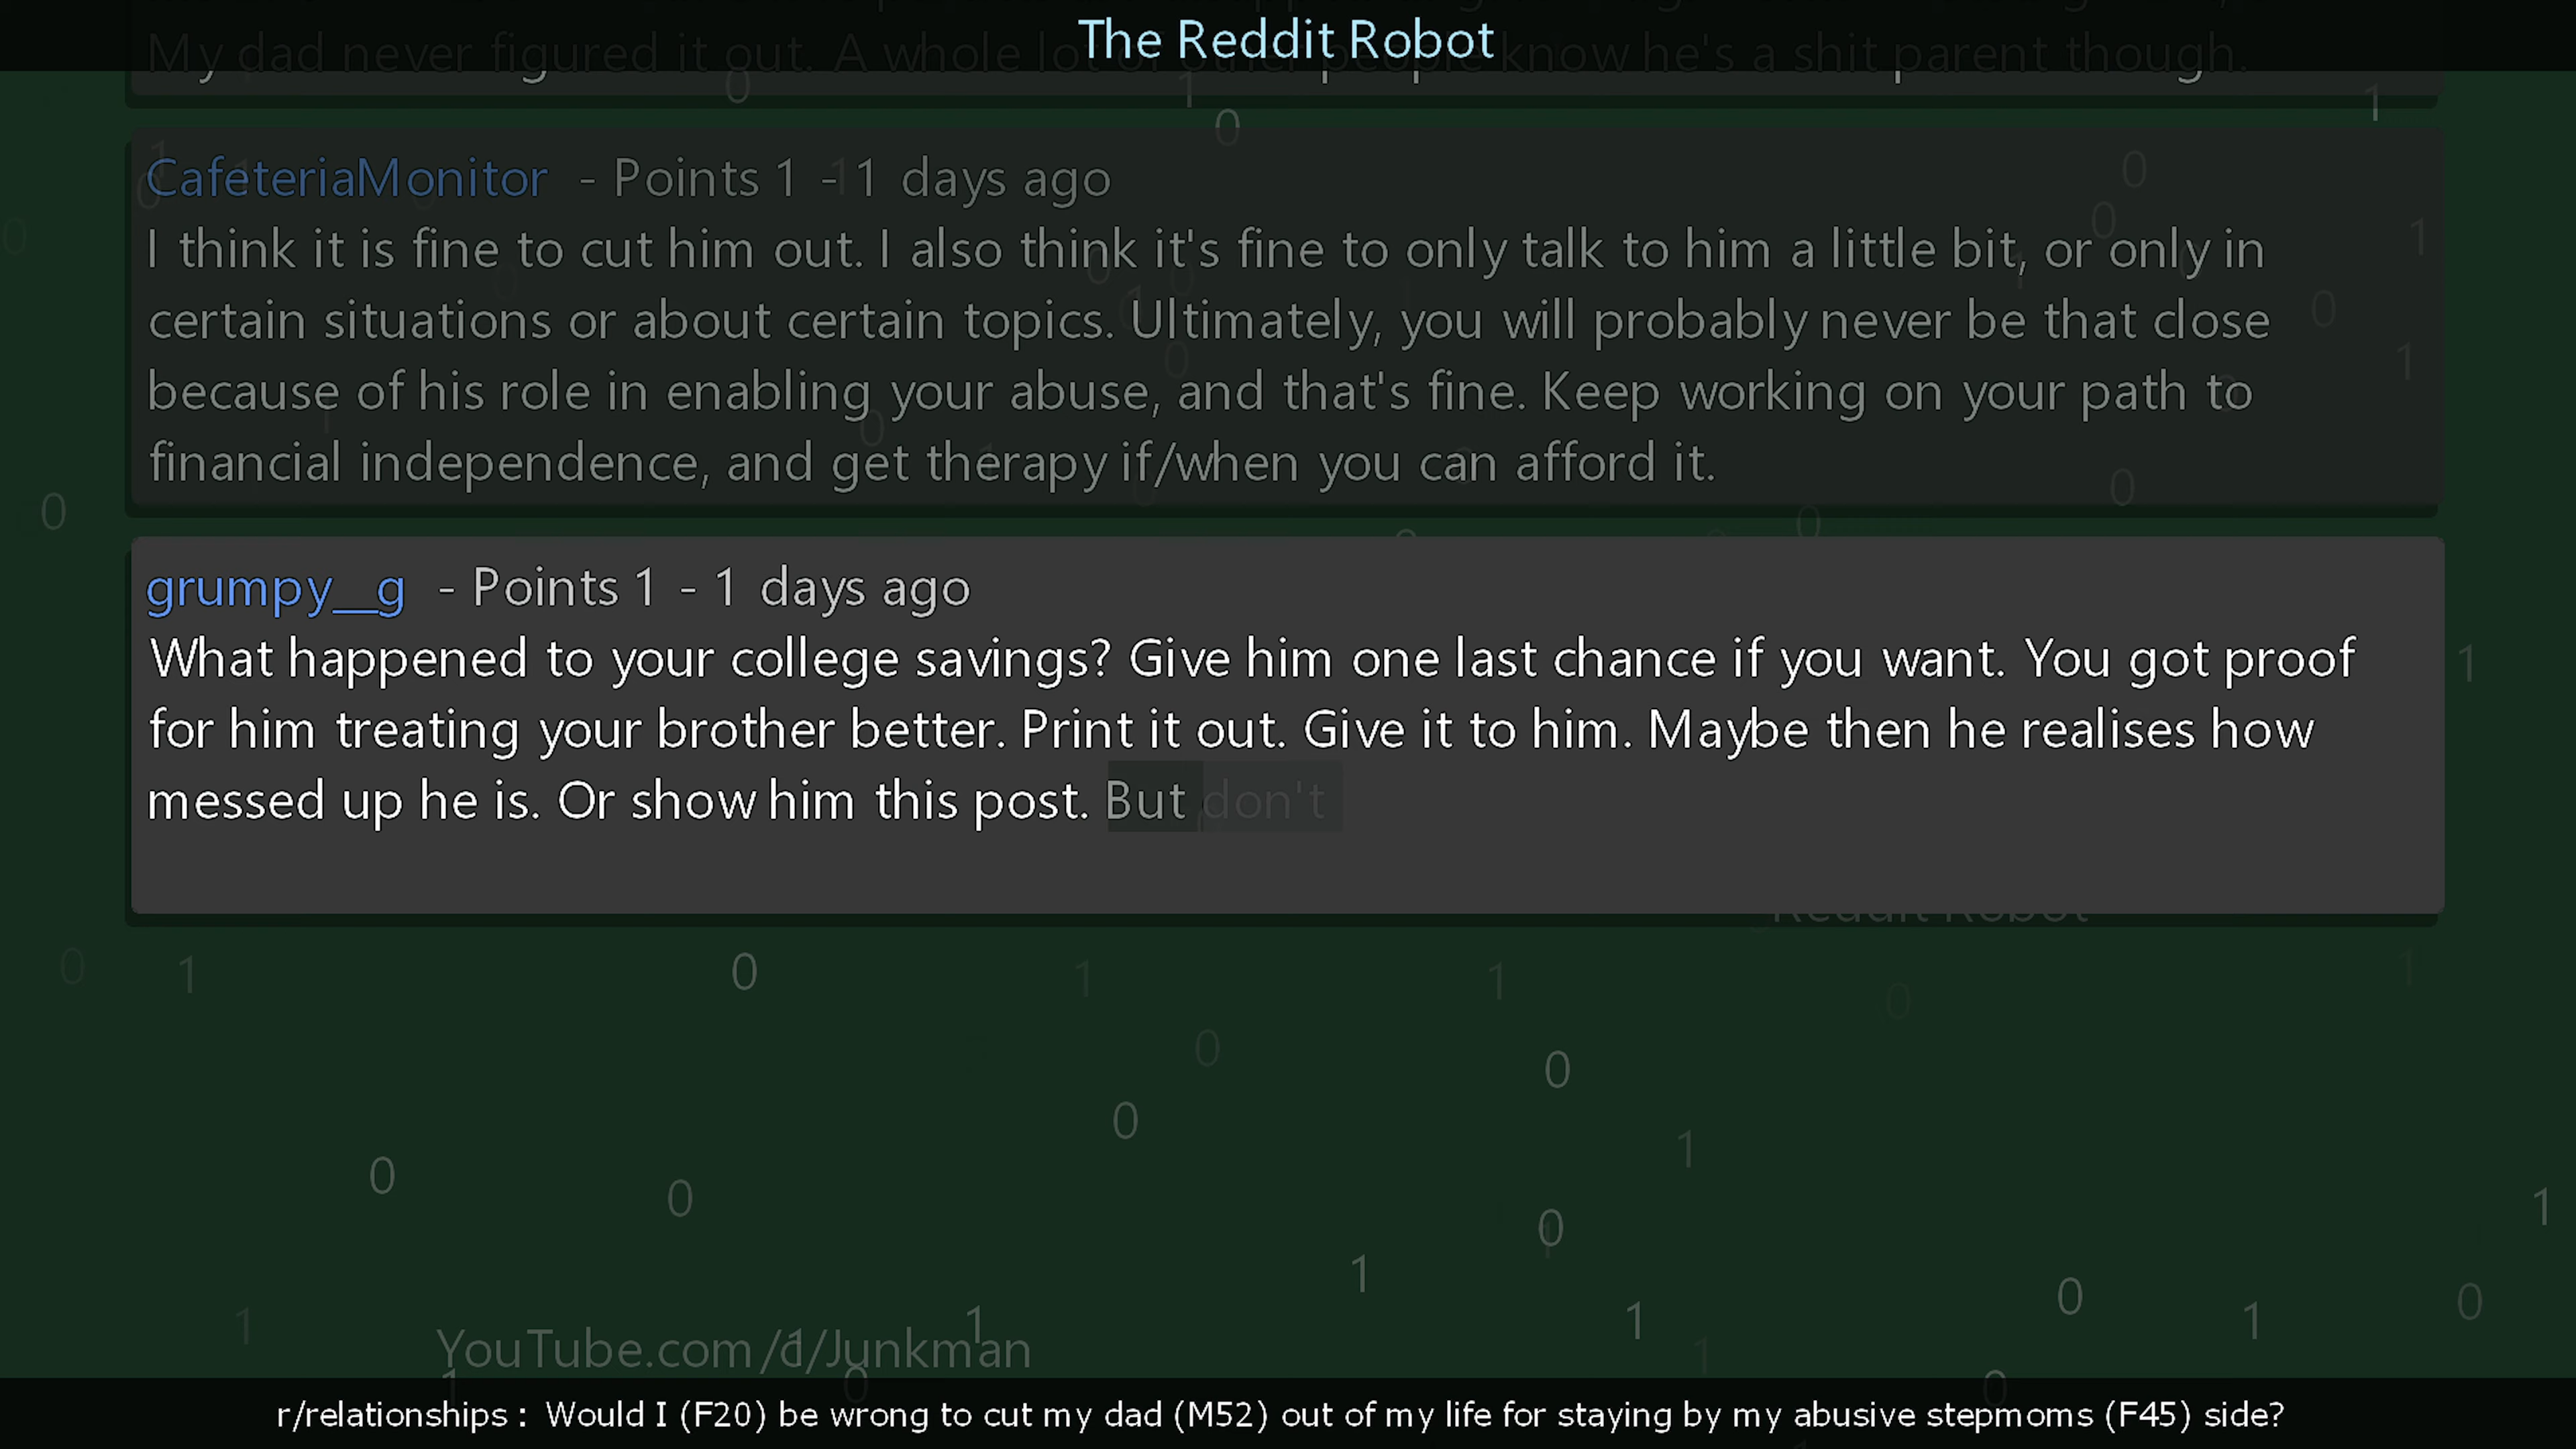 The Reddit Robot
My dad never figured it out. A whole lot of other people know he's a shit parent though.
CafeteriaMonitor - Points 1 - 1 days ago
I think it is fine to cut him out. I also think it's fine to only talk to him a little bit, or only in
certain situations or about certain topics. Ultimately, you will probably never be that close
because of his role in enabling your abuse, and that's fine. Keep working on your path to
financial independence, and get therapy if/when you can afford it.
grumpy__g - Points 1 - 1 days ago
What happened to your college savings? Give him one last chance if you want. You got proof
for him treating your brother better. Print it out. Give it to him. Maybe then he realises how
messed up he is. Or show him this post. But don't
Reddit Robot
YouTube.com/d/Junkman
r/relationships : Would I (F20) be wrong to cut my dad (M52) out of my life for staying by my abusive stepmoms (F45) side?